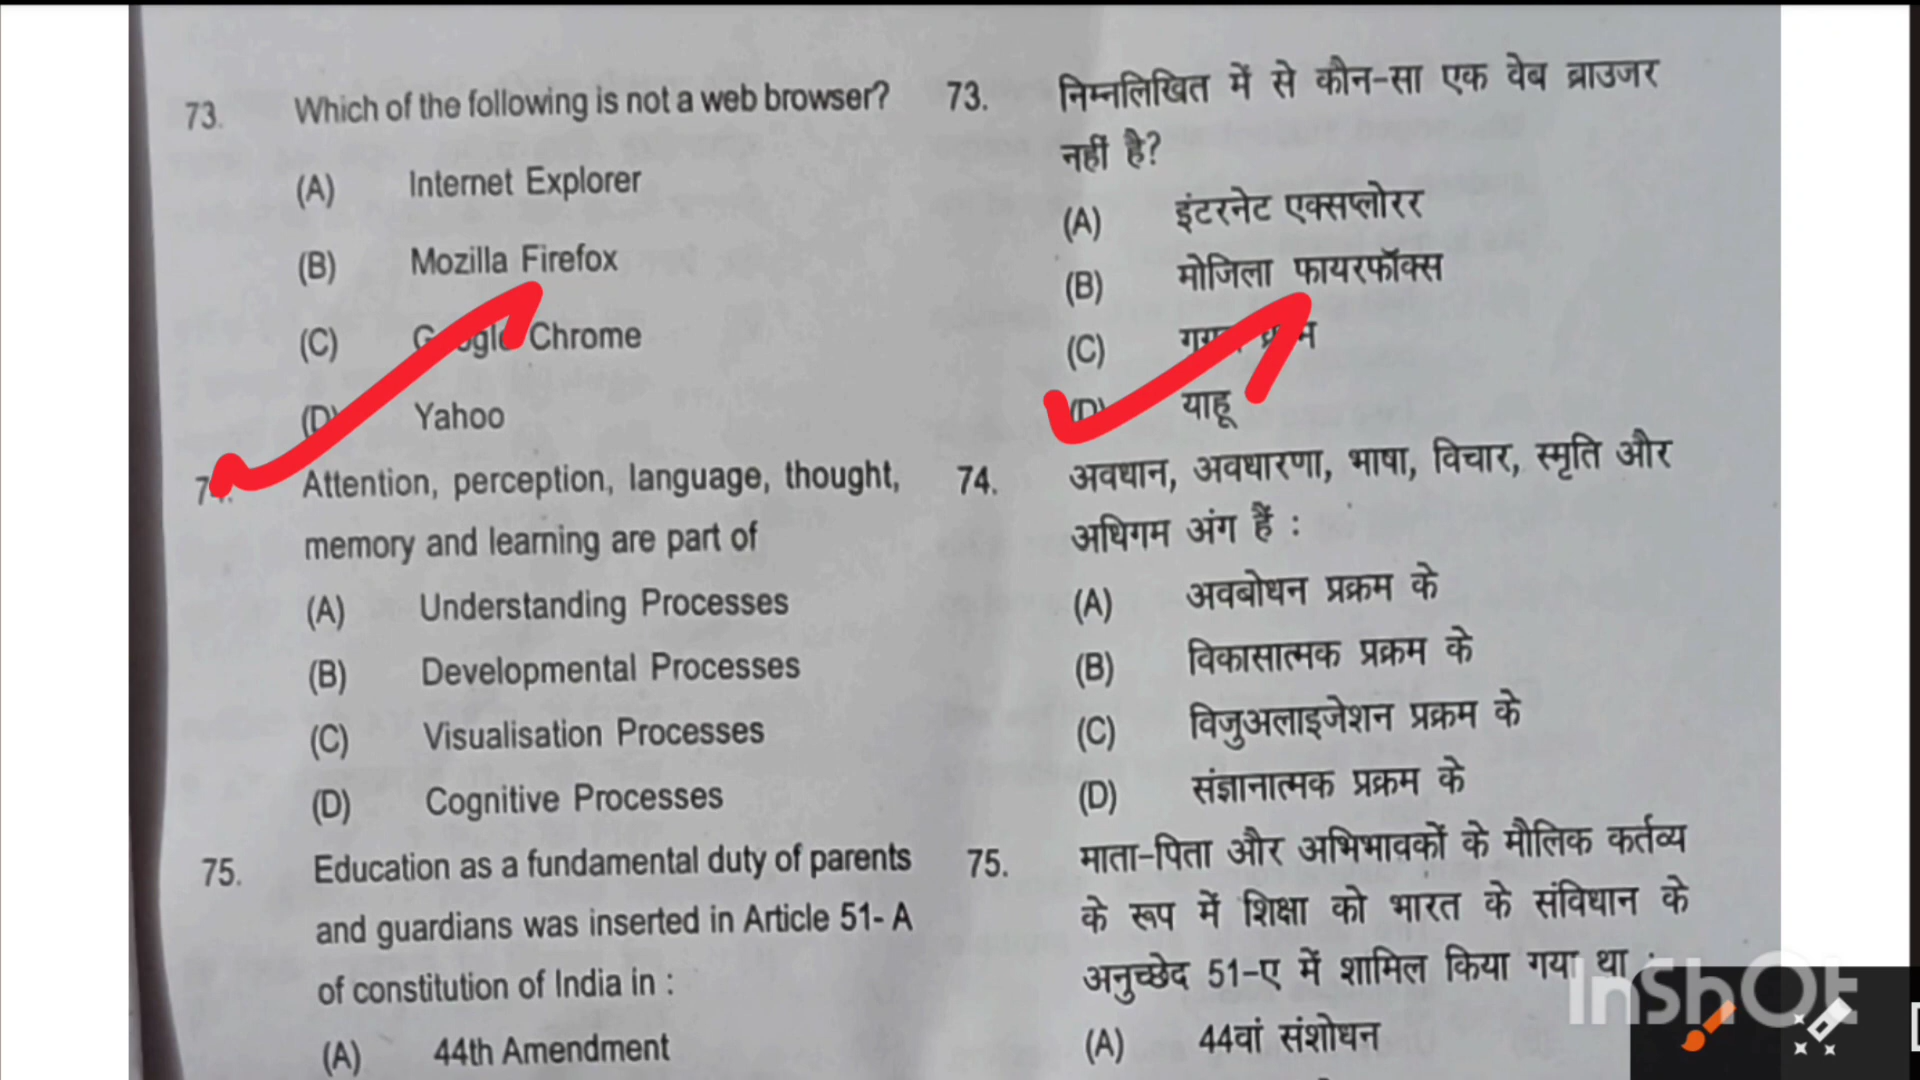 73. Which of the following is not a web browser?
(A) Internet Explorer
(B) Mozilla Firefox
(C) Google Chrome
(D) Yahoo
74. Attention, perception, language, thought,
memory and learning are part of
(A) Understanding Processes
(B) Developmental Processes
(C) Visualisation Processes
(D) Cognitive Processes
75. Education as a fundamental duty of parents
and guardians was inserted in Article 51- A
of constitution of India in :
(A) 44th Amendment
73. निम्नलिखित में से कौन-सा एक वेब ब्राउजर
नहीं है?
(A) इंटरनेट एक्सप्लोरर
(B) मोजिला फायरफॉक्स
(C)
(D) याहू
74. अवधान, अवधारणा, भाषा, विचार, स्मृति और
अधिगम अंग हैं :
(A) अवबोधन प्रक्रम के
(B) विकासात्मक प्रक्रम के
(C) विजुअलाइजेशन प्रक्रम के
(D) संज्ञानात्मक प्रक्रम के
75. माता-पिता और अभिभावकों के मौलिक कर्तव्य
के रूप में शिक्षा को भारत के संविधान के
अनुच्छेद 51-ए में शामिल किया गया था :
(A) 44वां संशोधन
InShOt